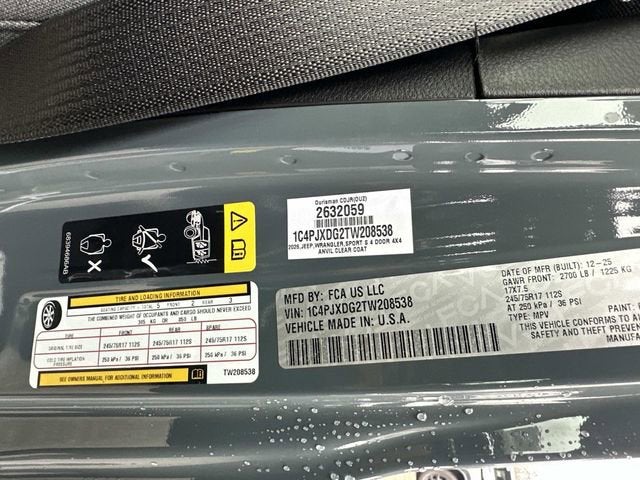 68394686AB
Ourisman CDJR(OUZ)
2632059
1C4PJXDG2TW208538
2026,JEEP,WRANGLER,SPORT S 4 DOOR 4X4
ANVIL CLEAR COAT
TIRE AND LOADING INFORMATION
SEATING CAPACITY TOTAL 5 FRONT 2 REAR 3
THE COMBINED WEIGHT OF OCCUPANTS AND CARGO SHOULD NEVER EXCEED
385 KG OR 850 LB
FRONT REAR SPARE
ORIGINAL TIRE SIZE 245/75R17 112S 245/75R17 112S 245/75R17 112S
COLD TIRE INFLATION PRESSURE 250 kPa / 36 PSI 250 kPa / 36 PSI 250 kPa / 36 PSI
SEE OWNERS MANUAL FOR ADDITIONAL INFORMATION
TW208538
MFD BY: FCA US LLC
VIN: 1C4PJXDG2TW208538
VEHICLE MADE IN: U.S.A.
DATE OF MFR (BUILT): 12-25
GAWR FRONT: 2700 LB / 1225 KG
17X7.5
245/75R17 112S
AT 250 kPa / 36 PSI
TYPE: MPV
THIS VEHICLE CONFORMS
SAFETY AND THEFT PREVEN
MANUFACTURE SHOWN